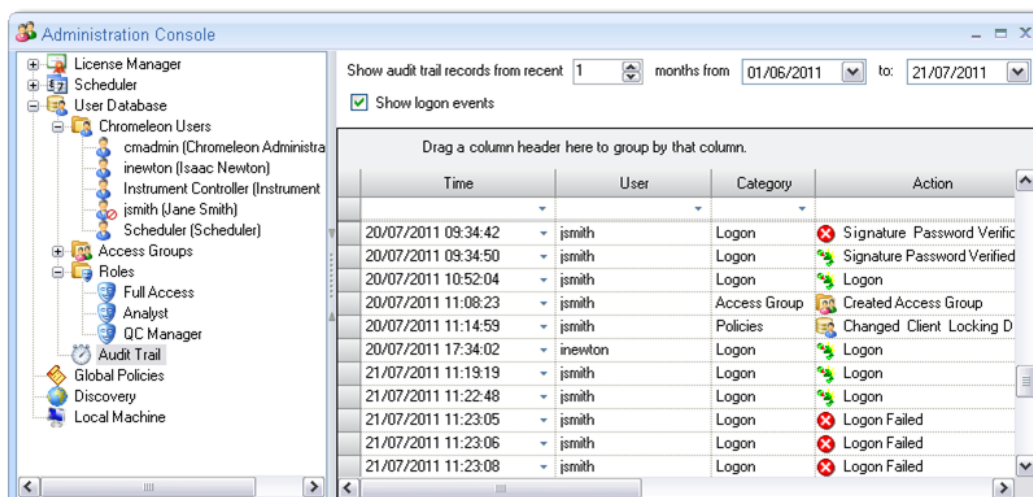 Administration Console
License Manager
Scheduler
User Database
Chromeleon Users
cmadmin (Chromeleon Administra
inewton (Isaac Newton)
Instrument Controller (Instrument
jsmith (Jane Smith)
Scheduler (Scheduler)
Access Groups
Roles
Full Access
Analyst
QC Manager
Audit Trail
Global Policies
Discovery
Local Machine
Show audit trail records from recent 1 months from 01/06/2011 to: 21/07/2011
Show logon events
Drag a column header here to group by that column.
Time User Category Action
20/07/2011 09:34:42 jsmith Logon Signature Password Verific
20/07/2011 09:34:50 jsmith Logon Signature Password Verified
20/07/2011 10:52:04 jsmith Logon Logon
20/07/2011 11:08:23 jsmith Access Group Created Access Group
20/07/2011 11:14:59 jsmith Policies Changed Client Locking D
20/07/2011 17:34:02 inewton Logon Logon
21/07/2011 11:19:19 jsmith Logon Logon
21/07/2011 11:22:48 jsmith Logon Logon
21/07/2011 11:23:05 jsmith Logon Logon Failed
21/07/2011 11:23:06 jsmith Logon Logon Failed
21/07/2011 11:23:08 jsmith Logon Logon Failed